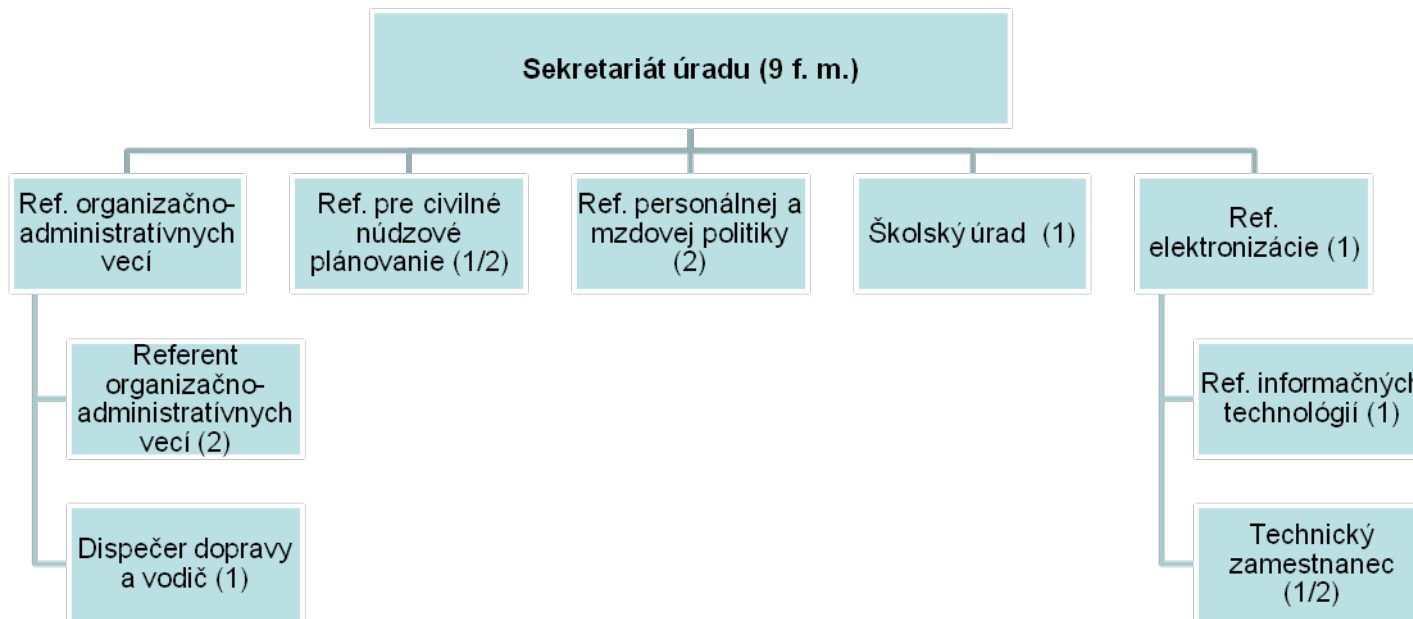 Sekretariát úradu (9 f. m.)
Ref. organizačno-
administratívnych
vecí
Ref. pre civilné
núdzové
plánovanie (1/2)
Ref. personálnej a
mzdovej politiky
(2)
Školský úrad (1)
Ref.
elektronizácie (1)
Referent
organizačno-
administratívnych
vecí (2)
Dispečer dopravy
a vodič (1)
Ref. informačných
technológií (1)
Technický
zamestnanec
(1/2)